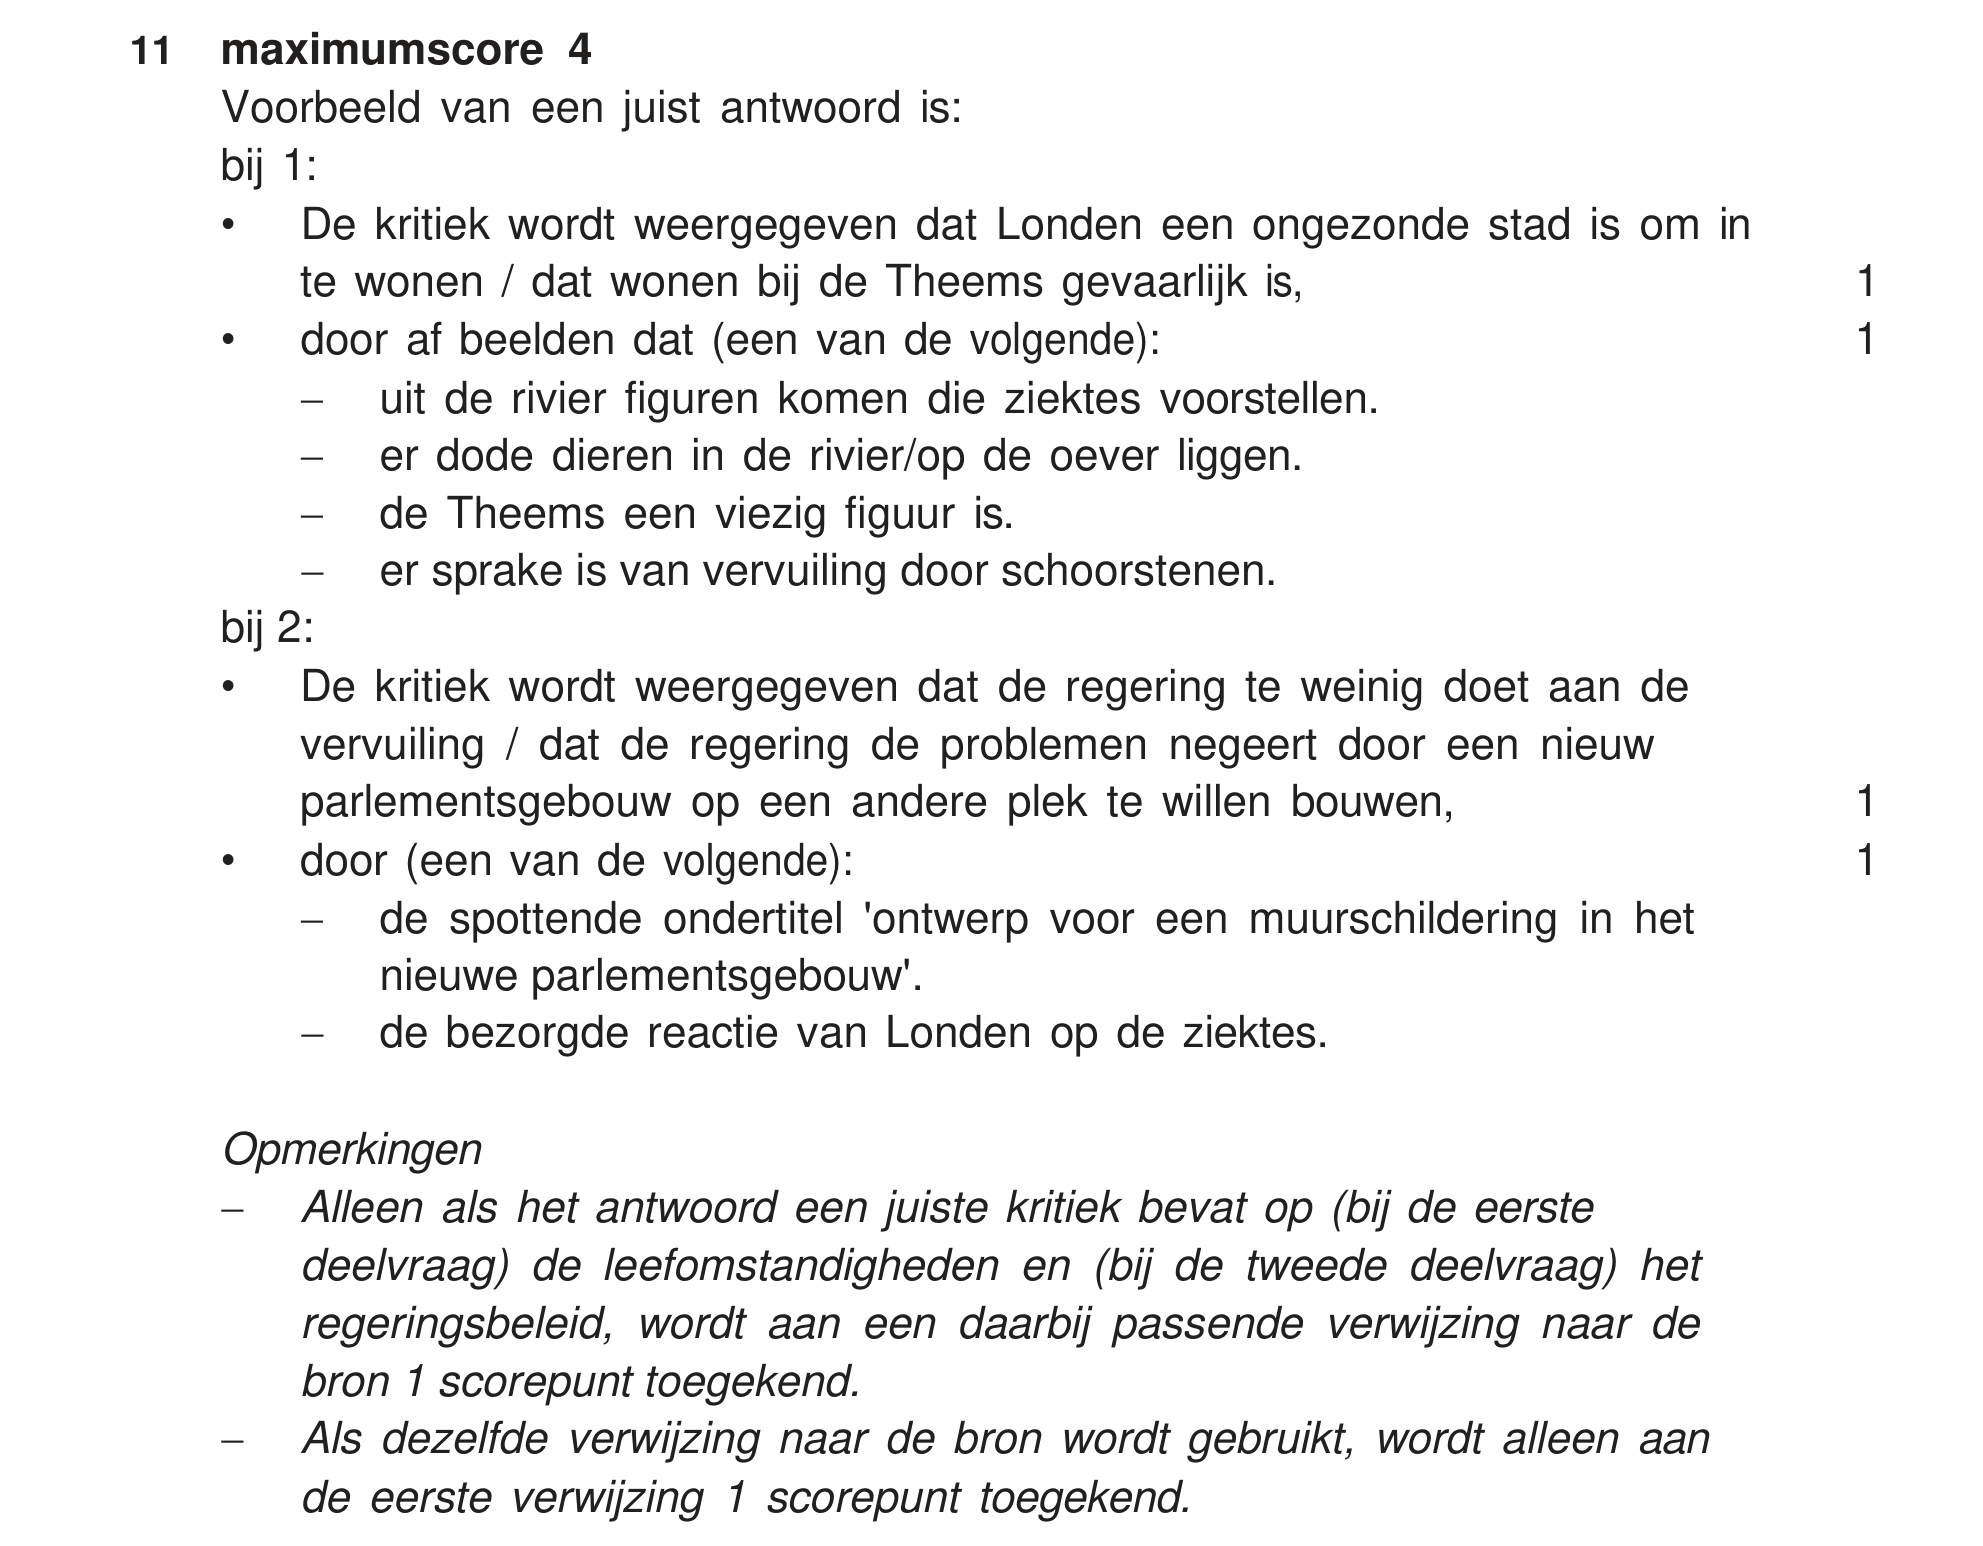 11 maximumscore 4
Voorbeeld van een juist antwoord is:
bij 1:
• De kritiek wordt weergegeven dat Londen een ongezonde stad is om in
te wonen / dat wonen bij de Theems gevaarlijk is, 1
• door af beelden dat (een van de volgende): 1
− uit de rivier figuren komen die ziektes voorstellen.
− er dode dieren in de rivier/op de oever liggen.
− de Theems een viezig figuur is.
− er sprake is van vervuiling door schoorstenen.
bij 2:
• De kritiek wordt weergegeven dat de regering te weinig doet aan de
vervuiling / dat de regering de problemen negeert door een nieuw
parlementsgebouw op een andere plek te willen bouwen, 1
• door (een van de volgende): 1
− de spottende ondertitel 'ontwerp voor een muurschildering in het
nieuwe parlementsgebouw'.
− de bezorgde reactie van Londen op de ziektes.
Opmerkingen
− Alleen als het antwoord een juiste kritiek bevat op (bij de eerste
deelvraag) de leefomstandigheden en (bij de tweede deelvraag) het
regeringsbeleid, wordt aan een daarbij passende verwijzing naar de
bron 1 scorepunt toegekend.
− Als dezelfde verwijzing naar de bron wordt gebruikt, wordt alleen aan
de eerste verwijzing 1 scorepunt toegekend.